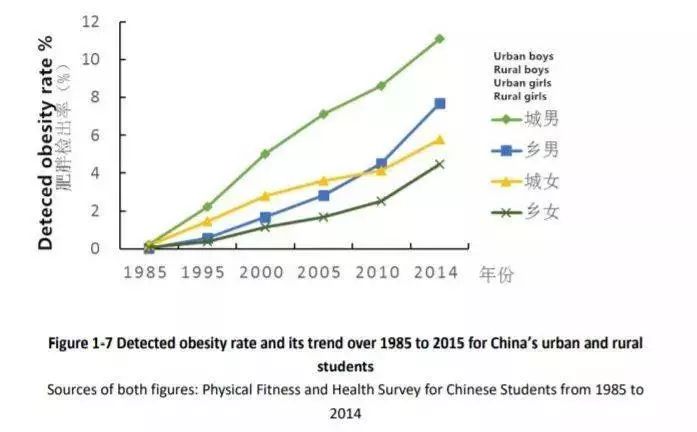 12
10
8
6
4
2
0
Deteced obesity rate %
肥胖检出率(%)
1985 1995 2000 2005 2010 2014 年份
Urban boys
Rural boys
Urban girls
Rural girls
城男
乡男
城女
乡女
Figure 1-7 Detected obesity rate and its trend over 1985 to 2015 for China's urban and rural
students
Sources of both figures: Physical Fitness and Health Survey for Chinese Students from 1985 to
2014